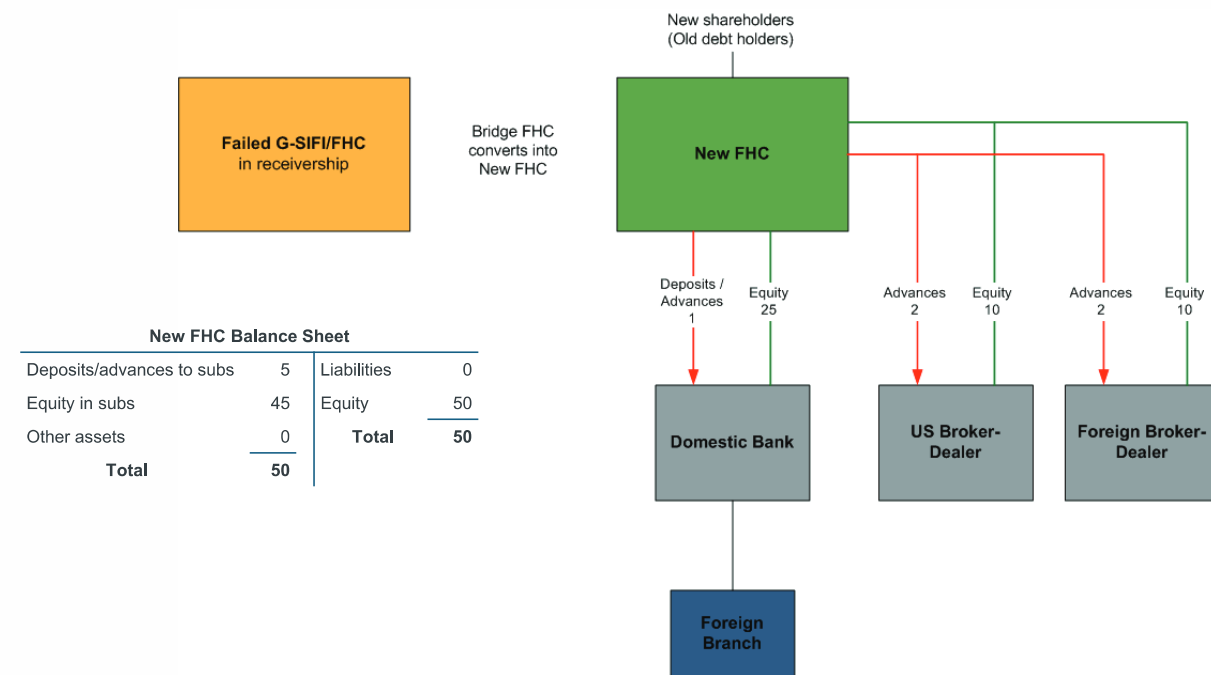 New shareholders
(Old debt holders)
Failed G-SIFI/FHC
in receivership
Bridge FHC
converts into
New FHC
New FHC
Deposits /
Advances
1
Equity
25
Advances
2
Equity
10
Advances
2
Equity
10
New FHC Balance Sheet
Deposits/advances to subs 5 Liabilities 0
Equity in subs 45 Equity 50
Other assets 0 Total 50
Total 50
Domestic Bank
US Broker-
Dealer
Foreign Broker-
Dealer
Foreign
Branch